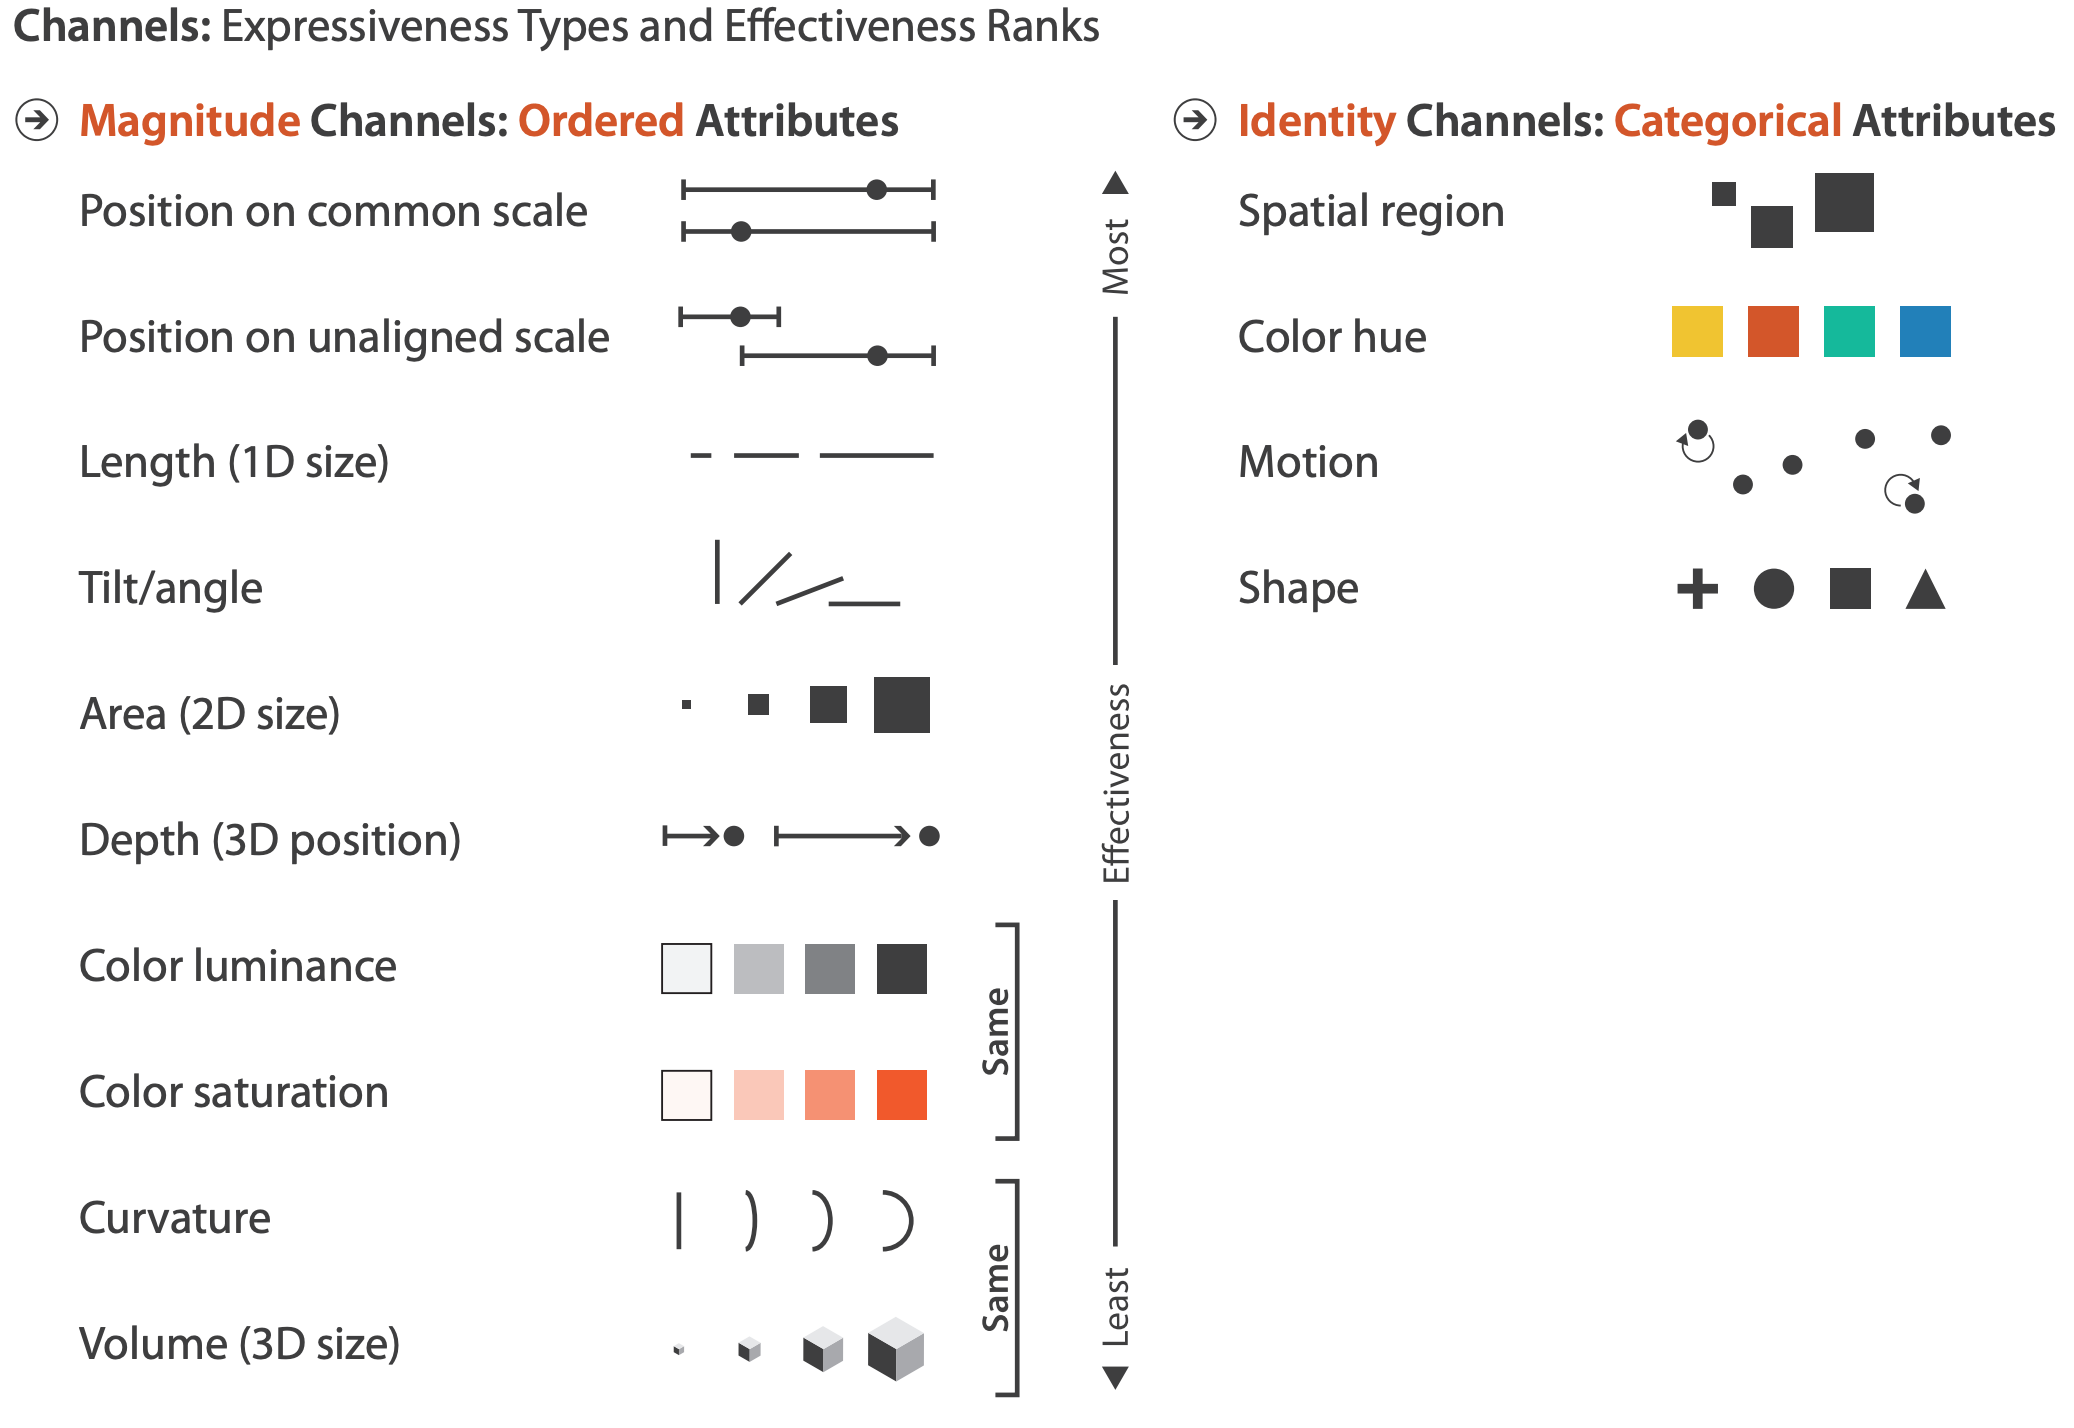 Channels: Expressiveness Types and Effectiveness Ranks
Magnitude Channels: Ordered Attributes
Position on common scale
Position on unaligned scale
Length (1D size)
Tilt/angle
Area (2D size)
Depth (3D position)
Color luminance
Color saturation
Curvature
Volume (3D size)
Same
Same
Most
Effectiveness
Least
Identity Channels: Categorical Attributes
Spatial region
Color hue
Motion
Shape